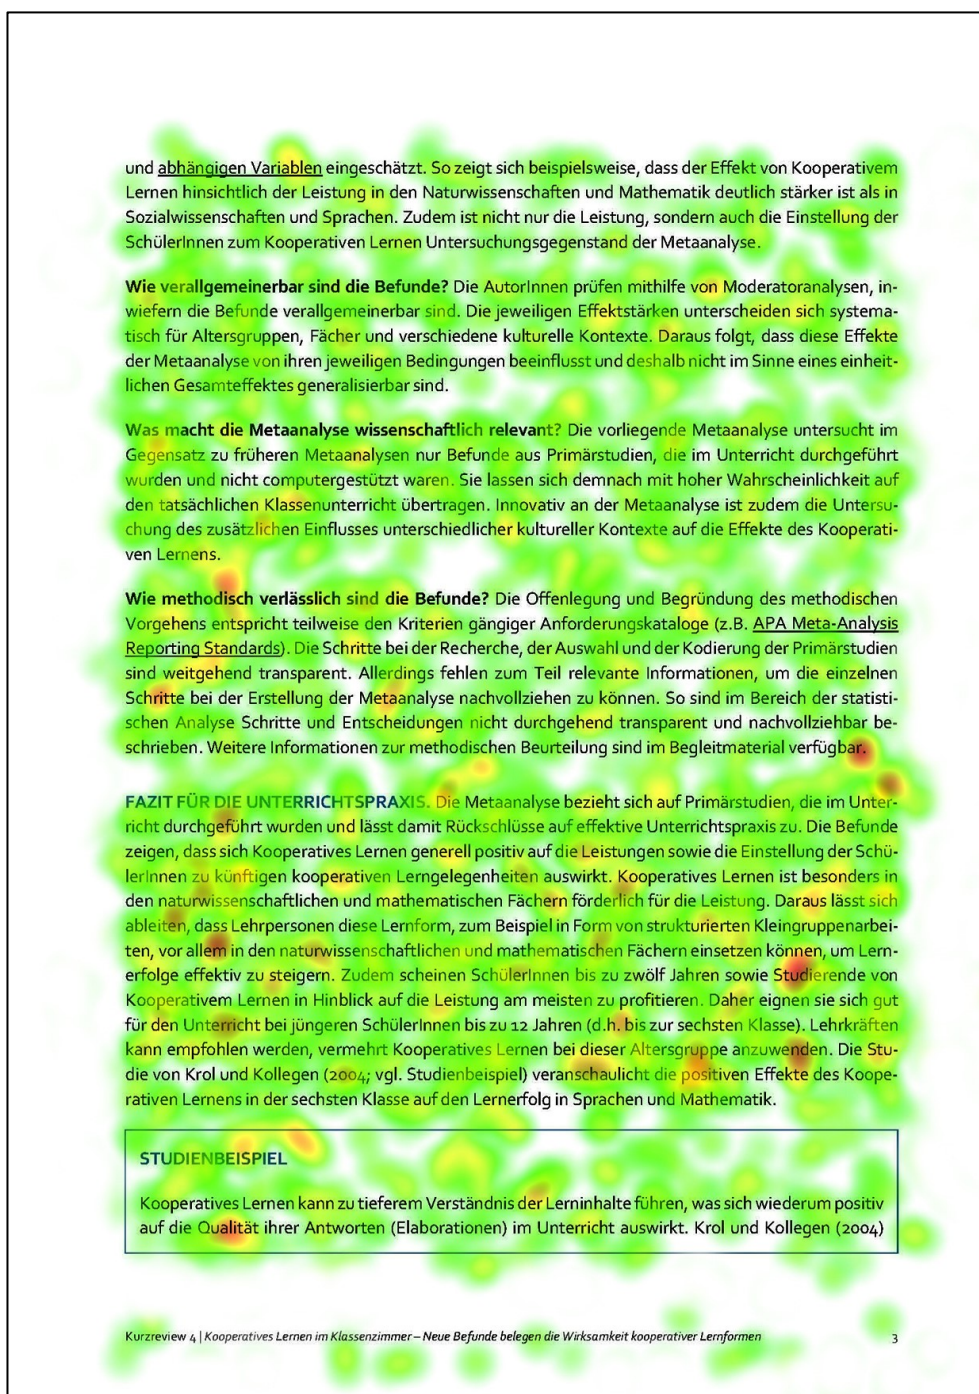 und abhängigen Variablen eingeschätzt. So zeigt sich beispielsweise, dass der Effekt von Kooperativem
Lernen hinsichtlich der Leistung in den Naturwissenschaften und Mathematik deutlich stärker ist als in
Sozialwissenschaften und Sprachen. Zudem ist nicht nur die Leistung, sondern auch die Einstellung der
SchülerInnen zum Kooperativen Lernen Untersuchungsgegenstand der Metaanalyse.
Wie verallgemeinerbar sind die Befunde? Die AutorInnen prüfen mithilfe von Moderatoranalysen, in-
wiefern die Befunde verallgemeinerbar sind. Die jeweiligen Effektstärken unterscheiden sich systema-
tisch für Altersgruppen, Fächer und verschiedene kulturelle Kontexte. Daraus folgt, dass diese Effekte
der Metaanalyse von ihren jeweiligen Bedingungen beeinflusst und deshalb nicht im Sinne eines einheit-
lichen Gesamteffektes generalisierbar sind.
Was macht die Metaanalyse wissenschaftlich relevant? Die vorliegende Metaanalyse untersucht im
Gegensatz zu früheren Metaanalysen nur Befunde aus Primärstudien, die im Unterricht durchgeführt
wurden und nicht computergestützt waren. Sie lassen sich demnach mit hoher Wahrscheinlichkeit auf
den tatsächlichen Klassenunterricht übertragen. Innovativ an der Metaanalyse ist zudem die Untersu-
chung des zusätzlichen Einflusses unterschiedlicher kultureller Kontexte auf die Effekte des Kooperati-
ven Lernens.
Wie methodisch verlässlich sind die Befunde? Die Offenlegung und Begründung des methodischen
Vorgehens entspricht teilweise den Kriterien gängiger Anforderungskataloge (z.B. APA Meta-Analysis
Reporting Standards). Die Schritte bei der Recherche, der Auswahl und der Kodierung der Primärstudien
sind weitgehend transparent. Allerdings fehlen zum Teil relevante Informationen, um die einzelnen
Schritte bei der Erstellung der Metaanalyse nachvollziehen zu können. So sind im Bereich der statisti-
schen Analyse Schritte und Entscheidungen nicht durchgehend transparent und nachvollziehbar be-
schrieben. Weitere Informationen zur methodischen Beurteilung sind im Begleitmaterial verfügbar.
FAZIT FÜR DIE UNTERRICHTSPRAXIS. Die Metaanalyse bezieht sich auf Primärstudien, die im Unter-
richt durchgeführt wurden und lässt damit Rückschlüsse auf effektive Unterrichtspraxis zu. Die Befunde
zeigen, dass sich Kooperatives Lernen generell positiv auf die Leistungen sowie die Einstellung der Schü-
lerInnen zu künftigen kooperativen Lerngelegenheiten auswirkt. Kooperatives Lernen ist besonders in
den naturwissenschaftlichen und mathematischen Fächern förderlich für die Leistung. Daraus lässt sich
ableiten, dass Lehrpersonen diese Lernform, zum Beispiel in Form von strukturierten Kleingruppenarbei-
ten, vor allem in den naturwissenschaftlichen und mathematischen Fächern einsetzen können, um Lern-
erfolge effektiv zu steigern. Zudem scheinen SchülerInnen bis zu zwölf Jahren sowie Studierende von
Kooperativem Lernen in Hinblick auf die Leistung am meisten zu profitieren. Daher eignen sie sich gut
für den Unterricht bei jüngeren SchülerInnen bis zu 12 Jahren (d.h. bis zur sechsten Klasse). Lehrkräften
kann empfohlen werden, vermehrt Kooperatives Lernen bei dieser Altersgruppe anzuwenden. Die Stu-
die von Krol und Kollegen (2004; vgl. Studienbeispiel) veranschaulicht die positiven Effekte des Koope-
rativen Lernens in der sechsten Klasse auf den Lernerfolg in Sprachen und Mathematik.
STUDIENBEISPIEL
Kooperatives Lernen kann zu tieferem Verständnis der Lerninhalte führen, was sich wiederum positiv
auf die Qualität ihrer Antworten (Elaborationen) im Unterricht auswirkt. Krol und Kollegen (2004)
Kurzreview 4 | Kooperatives Lernen im Klassenzimmer – Neue Befunde belegen die Wirksamkeit kooperativer Lernformen 3